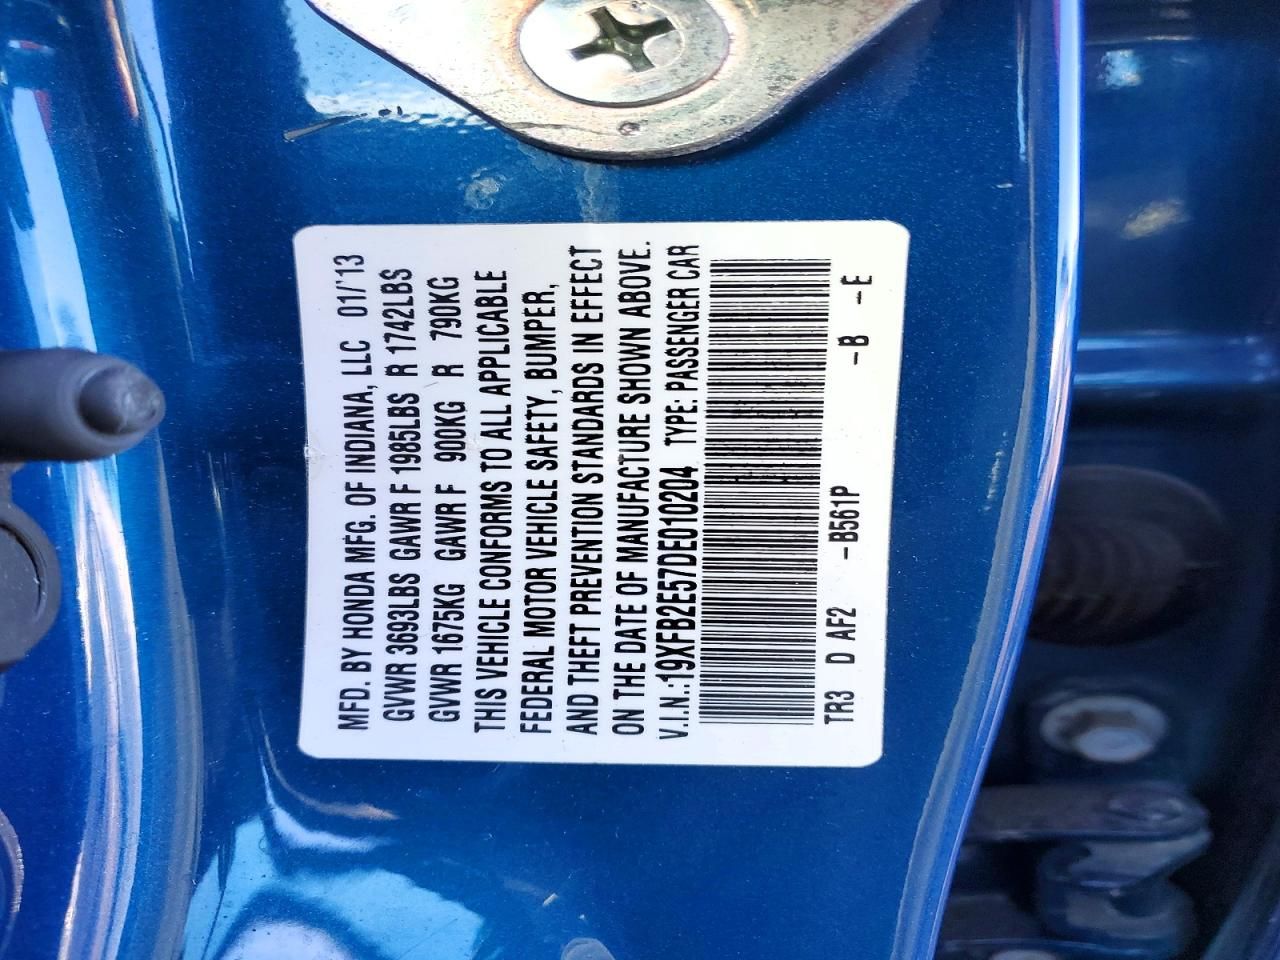 MFD. BY HONDA MFG. OF INDIANA, LLC 01/'13
GVWR 3693LBS GAWR F 1985LBS R 1742LBS
GVWR 1675KG GAWR F 900KG R 790KG
THIS VEHICLE CONFORMS TO ALL APPLICABLE
FEDERAL MOTOR VEHICLE SAFETY, BUMPER,
AND THEFT PREVENTION STANDARDS IN EFFECT
ON THE DATE OF MANUFACTURE SHOWN ABOVE.
V.I.N.:19XFB2E57DE010204 TYPE: PASSENGER CAR
TR3 D AF2 -B561P -B -E